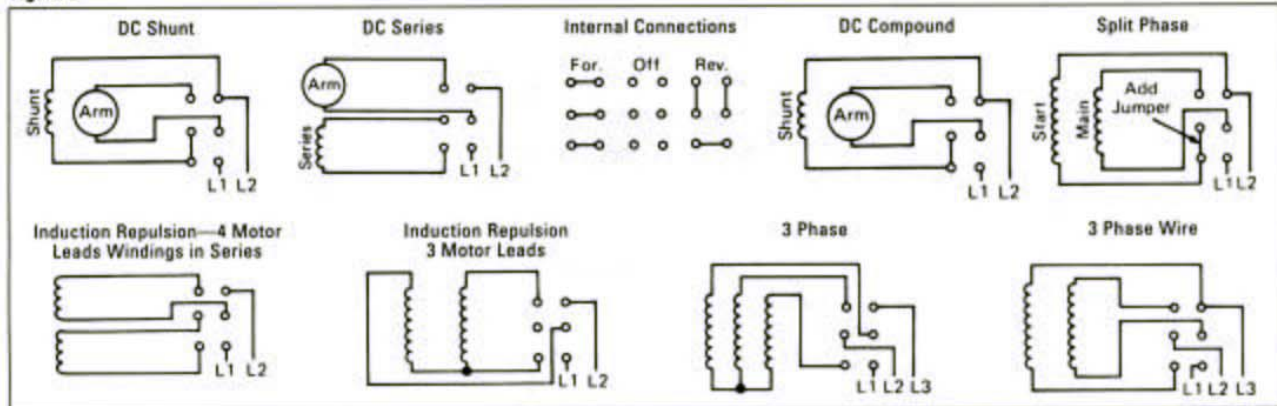 DC Shunt
Shunt
Arm
L1 L2
DC Series
Arm
Series
L1 L2
Internal Connections
For. Off Rev.
DC Compound
Shunt
Arm
L1 L2
Split Phase
Start
Main
Add
Jumper
L1 L2
Induction Repulsion—4 Motor
Leads Windings in Series
L1 L2
Induction Repulsion
3 Motor Leads
L1 L2
3 Phase
L1 L2 L3
3 Phase Wire
L1 L2 L3